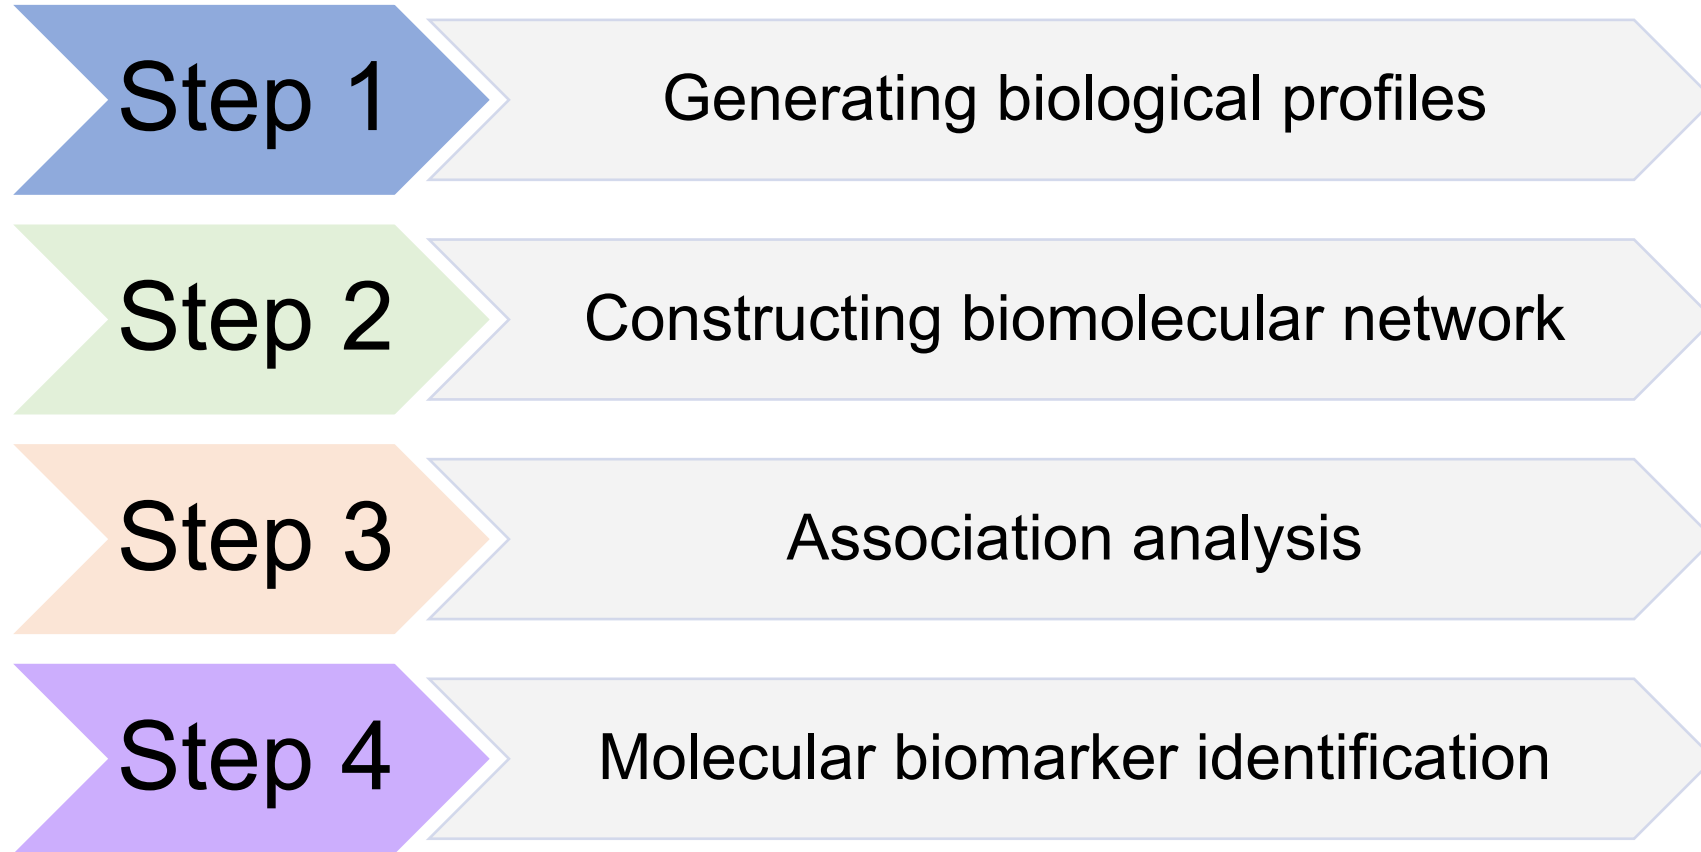 Step 1
Generating biological profiles
Step 2
Constructing biomolecular network
Step 3
Association analysis
Step 4
Molecular biomarker identification